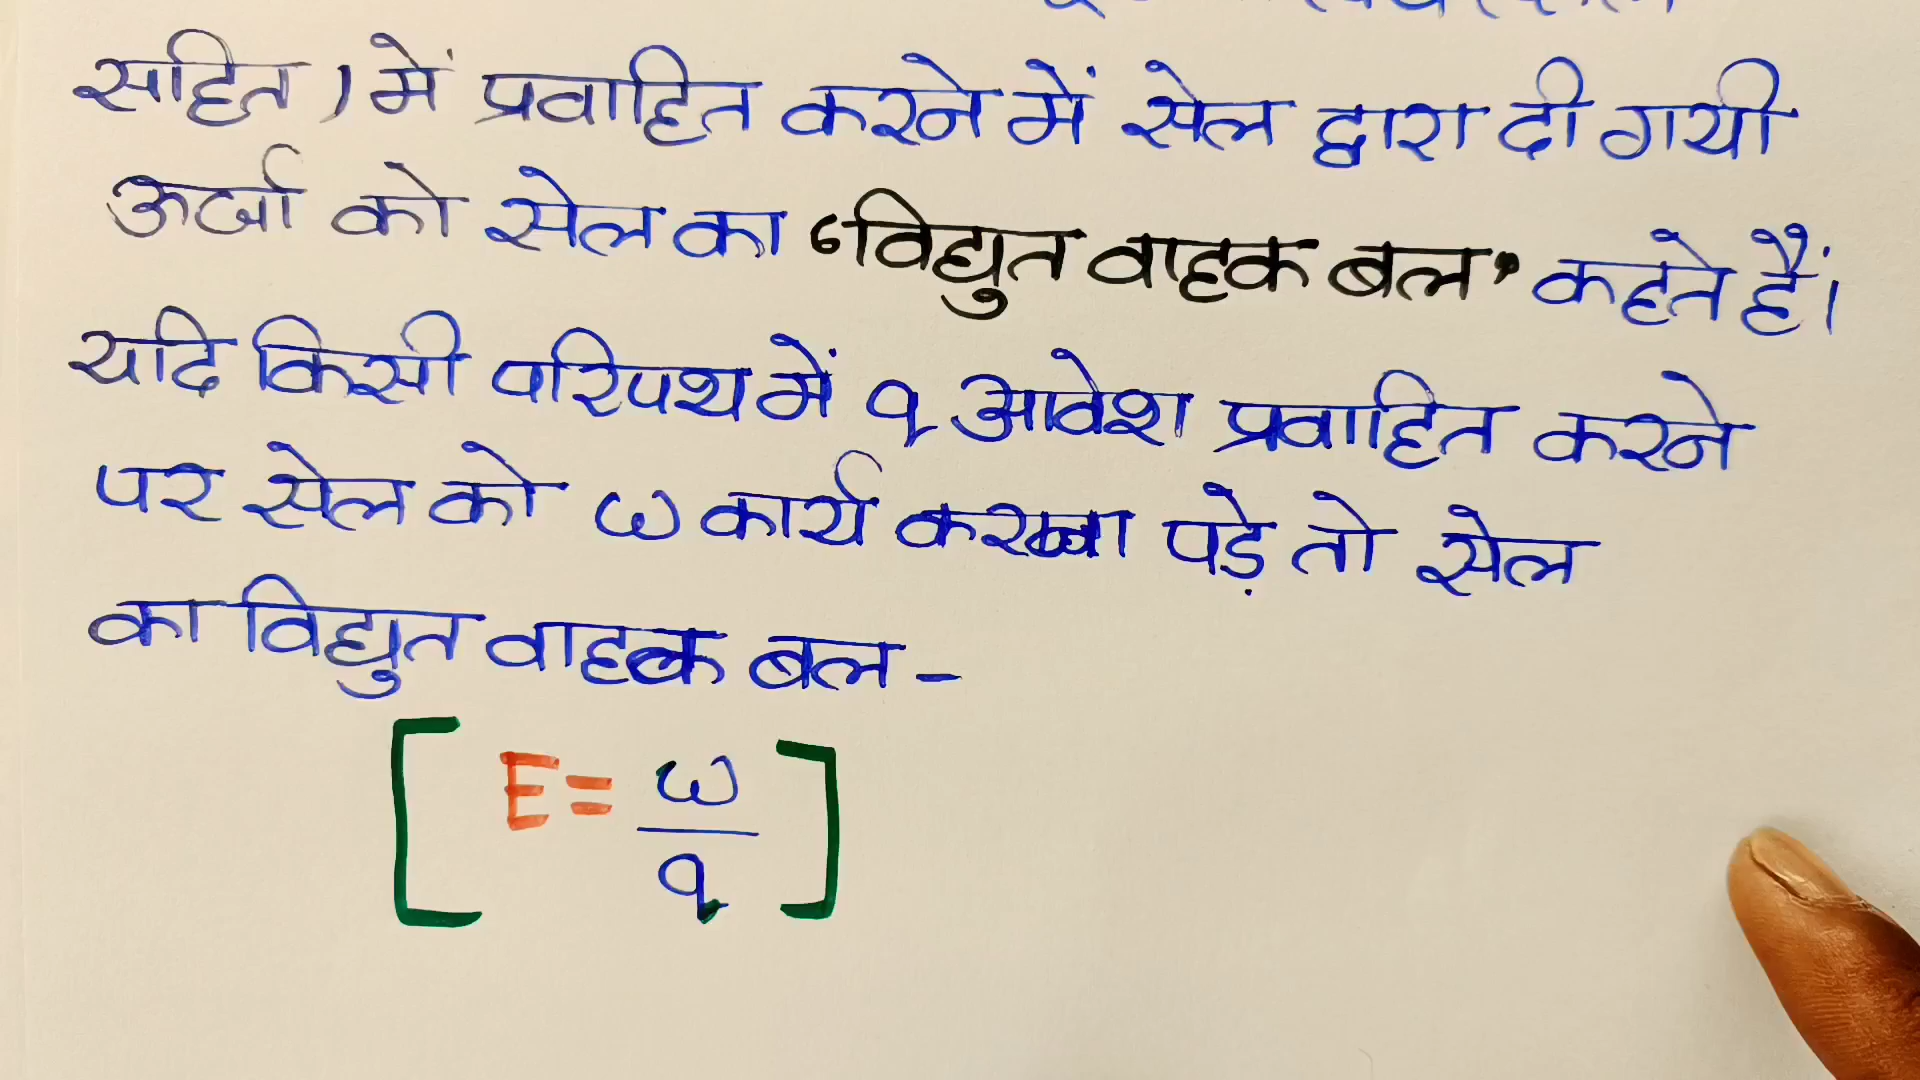 सहित) में प्रवाहित करने में सेल द्वारा दी गयी
ऊर्जा को सेल का ‘विद्युत वाहक बल’ कहते हैं।
यदि किसी परिपथ में q आवेश प्रवाहित करने
पर सेल को W कार्य करना पड़े तो सेल
का विद्युत वाहक बल -
[ E = W/q ]